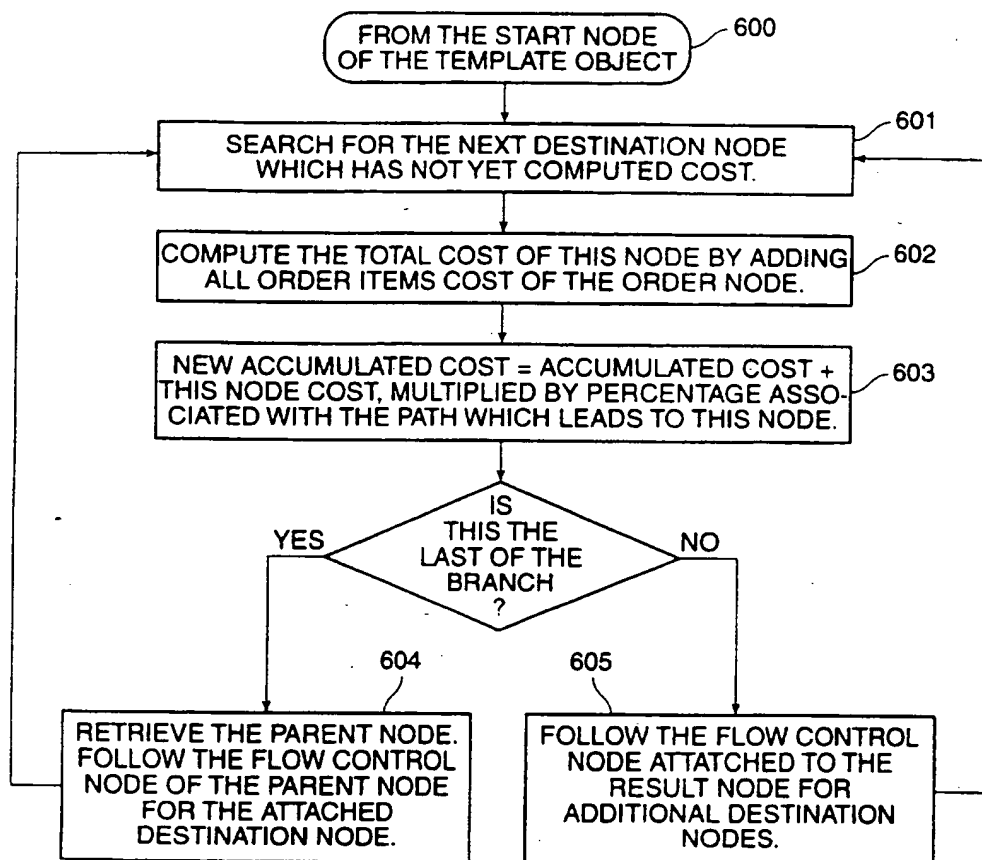 FROM THE START NODE
OF THE TEMPLATE OBJECT
600
601
SEARCH FOR THE NEXT DESTINATION NODE
WHICH HAS NOT YET COMPUTED COST.
COMPUTE THE TOTAL COST OF THIS NODE BY ADDING
ALL ORDER ITEMS COST OF THE ORDER NODE.
602
NEW ACCUMULATED COST = ACCUMULATED COST +
THIS NODE COST, MULTIPLIED BY PERCENTAGE ASSO-
CIATED WITH THE PATH WHICH LEADS TO THIS NODE.
603
IS
THIS THE
LAST OF THE
BRANCH
?
YES
NO
604
RETRIEVE THE PARENT NODE.
FOLLOW THE FLOW CONTROL
NODE OF THE PARENT NODE
FOR THE ATTACHED
DESTINATION NODE.
605
FOLLOW THE FLOW CONTROL
NODE ATTATCHED TO THE
RESULT NODE FOR
ADDITIONAL DESTINATION
NODES.